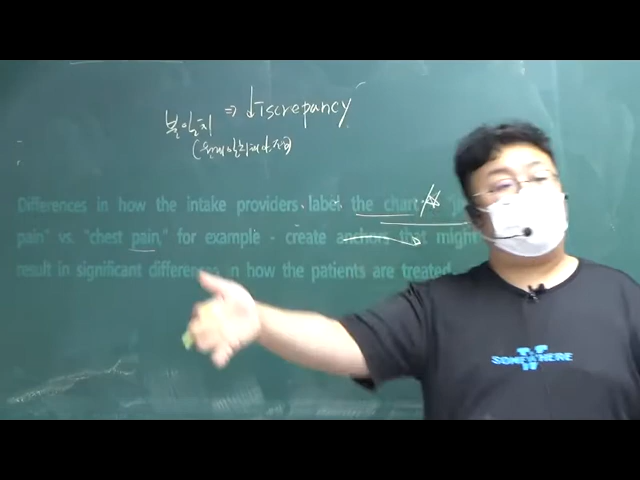 불일치 ⇒ discrepancy
Differences in how the intake providers label the chart
pain" vs. "chest pain," for example - create anchors that might
result in significant differences in how the patients are treated
SOMEWHERE